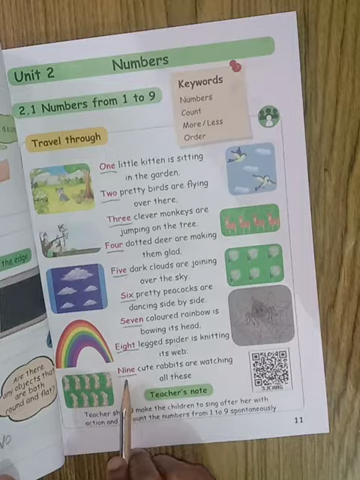 Unit 2
Numbers
2.1 Numbers from 1 to 9
Keywords
Numbers
Count
More/Less
Order
Travel through
One little kitten is sitting
in the garden.
Two pretty birds are flying
over there.
Three clever monkeys are
jumping on the tree.
Four dotted deer are making
them glad.
Five dark clouds are joining
over the sky.
Six pretty peacocks are
dancing side by side.
Seven coloured rainbow is
bowing its head.
Eight legged spider is knitting
its web:
Nine cute rabbits are watching
all these
the edge
Are there
any objects that
are both
round and flat?
Teacher's note
Teacher make the children to sing after her with
action and count the numbers from 1 to 9 spontaneously
11